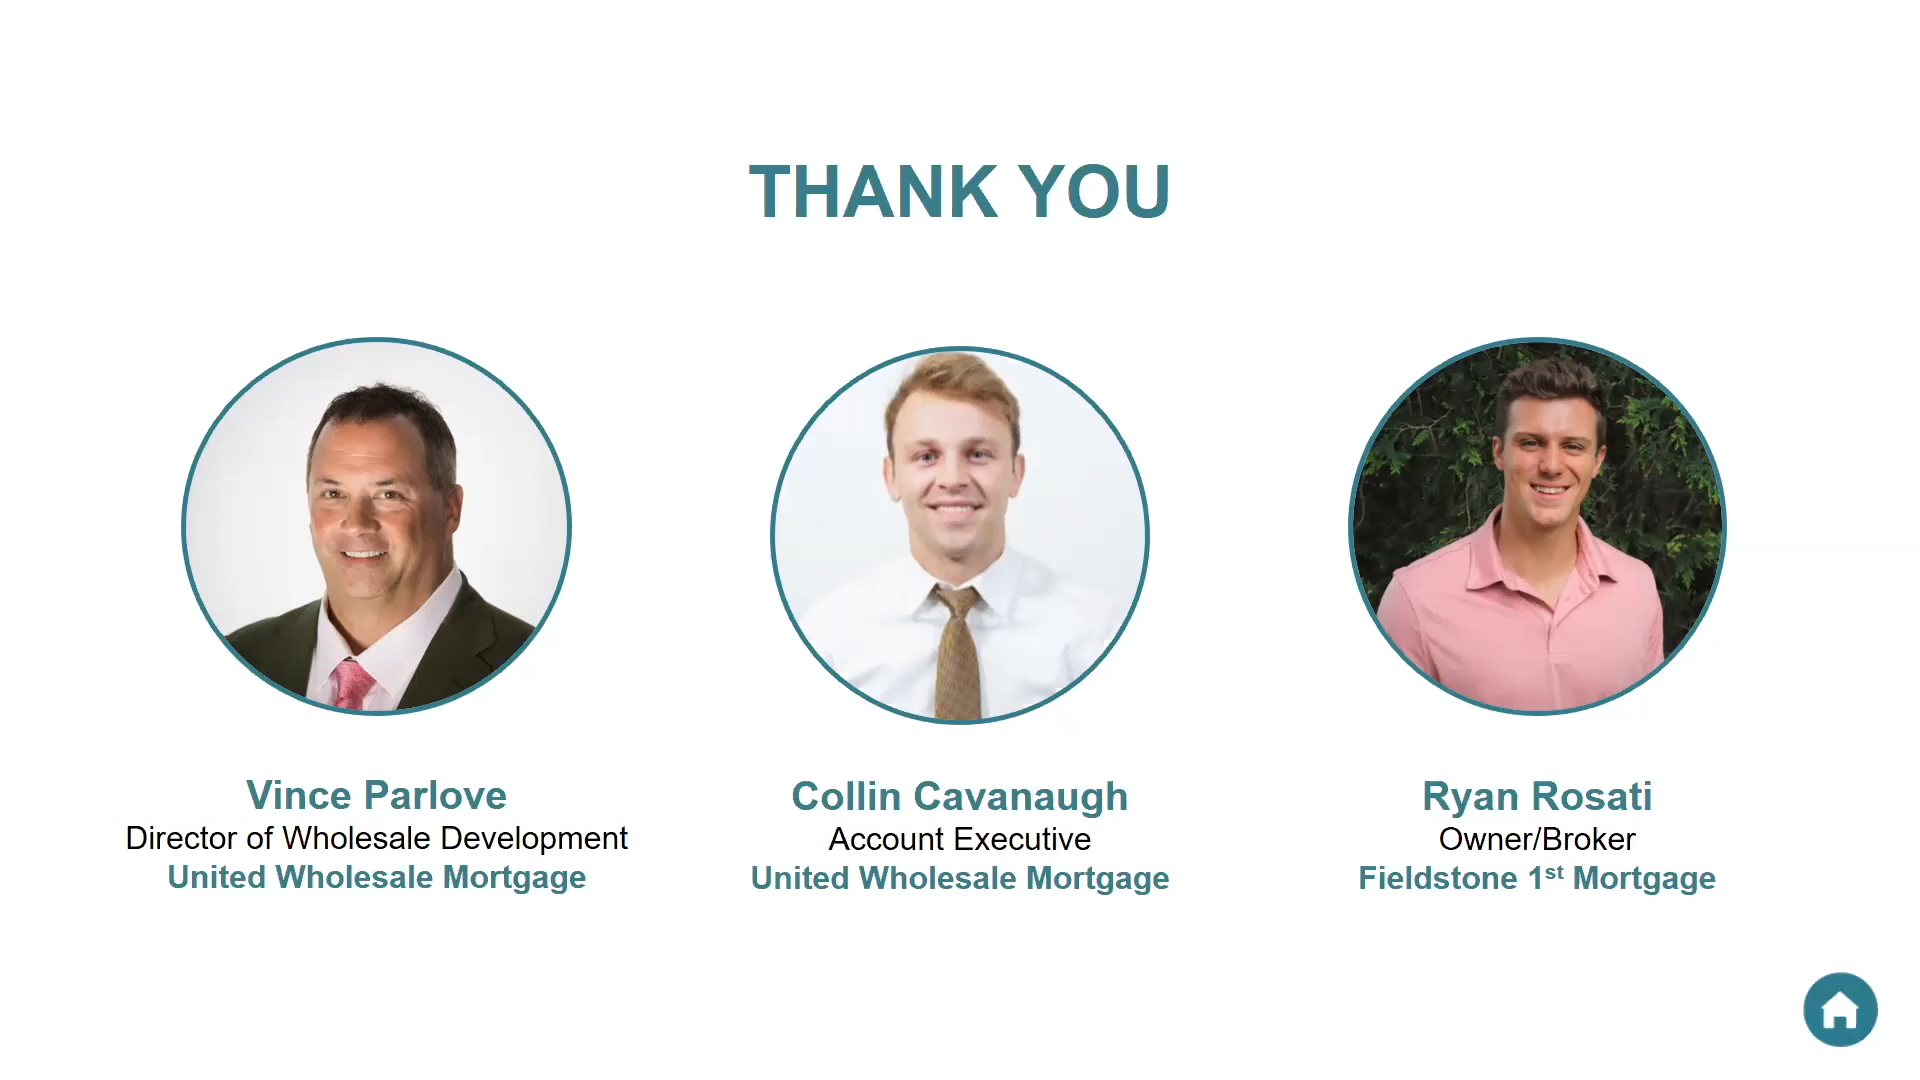 THANK YOU
Vince Parlove
Director of Wholesale Development
United Wholesale Mortgage
Collin Cavanaugh
Account Executive
United Wholesale Mortgage
Ryan Rosati
Owner/Broker
Fieldstone 1st Mortgage